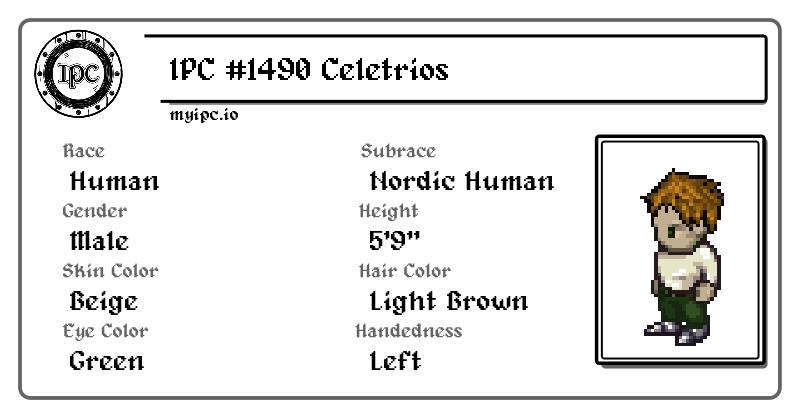 IPC
IPC #1490 Celetrios
myipc.io
Race
Human
Subrace
Nordic Human
Gender
Male
Height
5'9"
Skin Color
Beige
Hair Color
Light Brown
Eye Color
Green
Handedness
Left